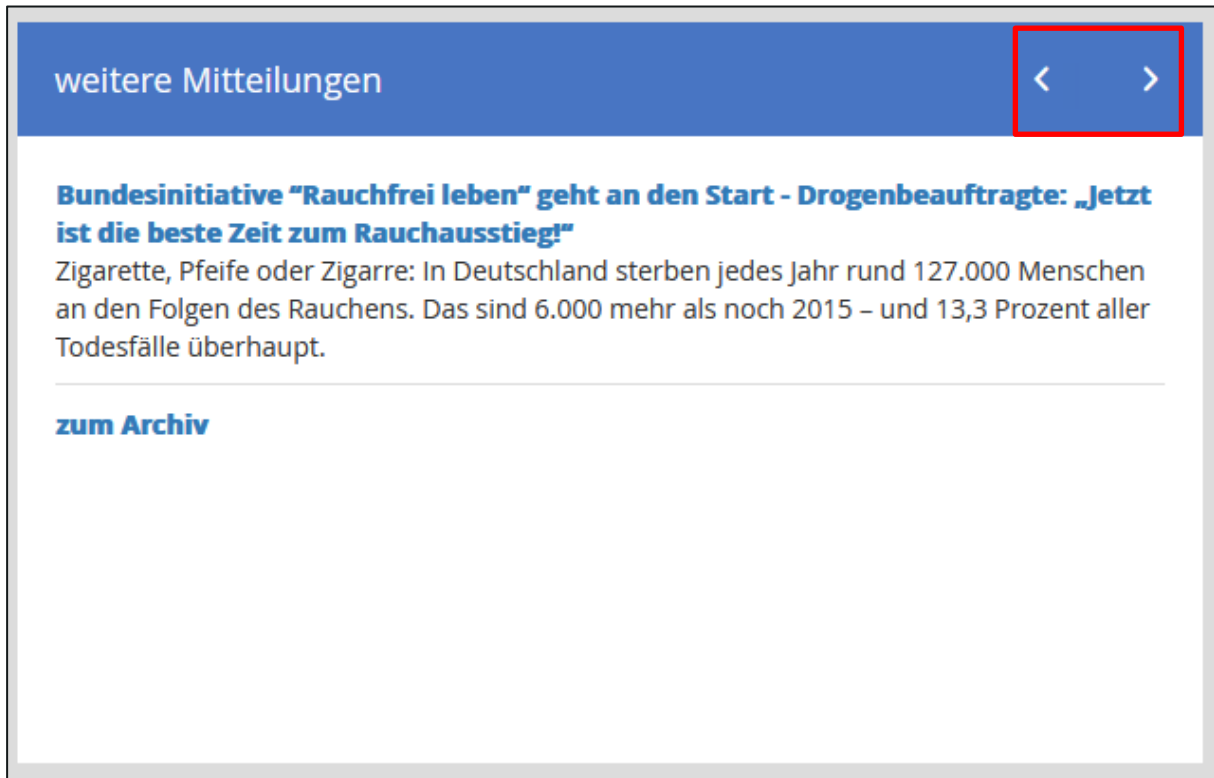 weitere Mitteilungen
Bundesinitiative “Rauchfrei leben“ geht an den Start - Drogenbeauftragte: „Jetzt
ist die beste Zeit zum Rauchausstieg!“
Zigarette, Pfeife oder Zigarre: In Deutschland sterben jedes Jahr rund 127.000 Menschen
an den Folgen des Rauchens. Das sind 6.000 mehr als noch 2015 – und 13,3 Prozent aller
Todesfälle überhaupt.
zum Archiv